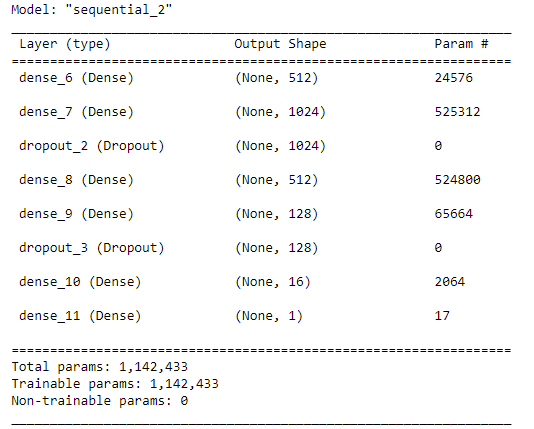 Model: "sequential_2"
_________________________________________________________________
Layer (type) Output Shape Param #
=================================================================
dense_6 (Dense) (None, 512) 24576
dense_7 (Dense) (None, 1024) 525312
dropout_2 (Dropout) (None, 1024) 0
dense_8 (Dense) (None, 512) 524800
dense_9 (Dense) (None, 128) 65664
dropout_3 (Dropout) (None, 128) 0
dense_10 (Dense) (None, 16) 2064
dense_11 (Dense) (None, 1) 17
=================================================================
Total params: 1,142,433
Trainable params: 1,142,433
Non-trainable params: 0
_________________________________________________________________